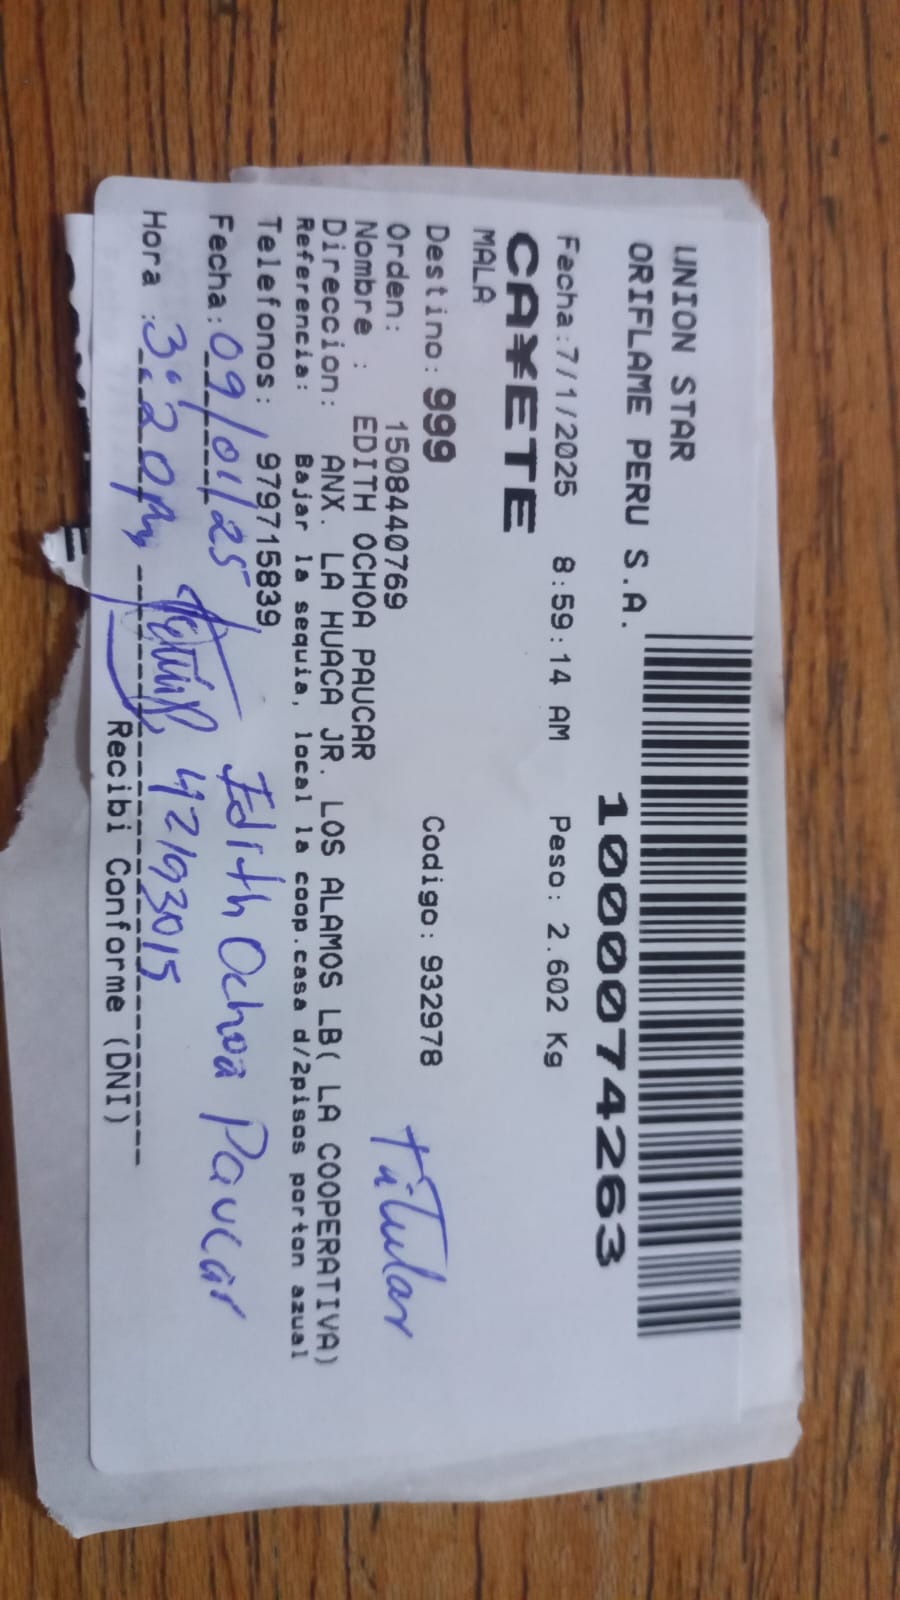 UNION STAR
ORIFLAME PERU S.A.
1000074263
Fecha:7/1/2025 8:59:14 AM Peso: 2.602 Kg
CA¥ETE
MALA
Destino: 999 Codigo: 932978
Orden: 1508440769
titular
Nombre : EDITH OCHOA PAUCAR
Direccion: ANX. LA HUACA JR. LOS ALAMOS LB( LA COOPERATIVA)
Referencia: Bajar la sequia, local la coop.casa d/2pisos porton azual
Telefonos: 979715839
Fecha: 09/01/25 Edith Ochoa Paucar
Hora : 3:20pm 42193015
Recibi Conforme (DNI)